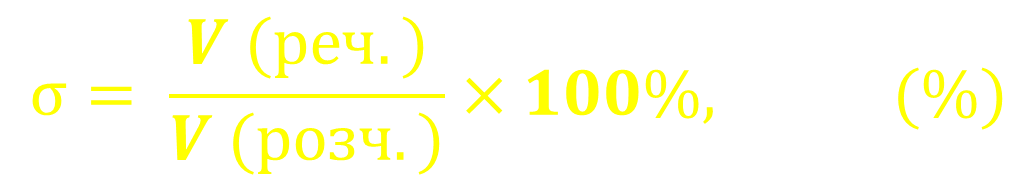 σ = V (реч. ) / V (розч. ) × 100%, (%)